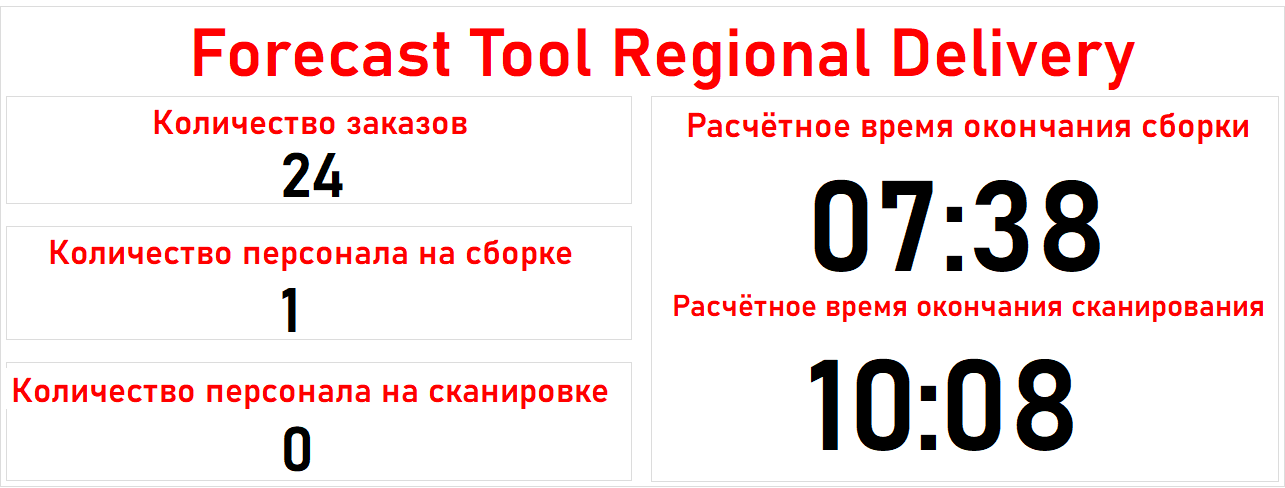 Forecast Tool Regional Delivery
Количество заказов
24
Количество персонала на сборке
1
Количество персонала на сканировке
0
Расчётное время окончания сборки
07:38
Расчётное время окончания сканирования
10:08